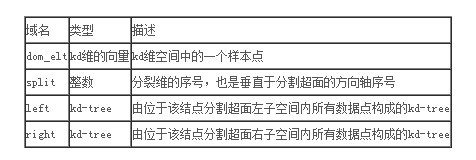 域名 类型 描述
dom_elt kd维的向量 kd维空间中的一个样本点
split 整数 分裂维的序号，也是垂直于分割超面的方向轴序号
left kd-tree 由位于该结点分割超面左子空间内所有数据点构成的kd-tree
right kd-tree 由位于该结点分割超面右子空间内所有数据点构成的kd-tree